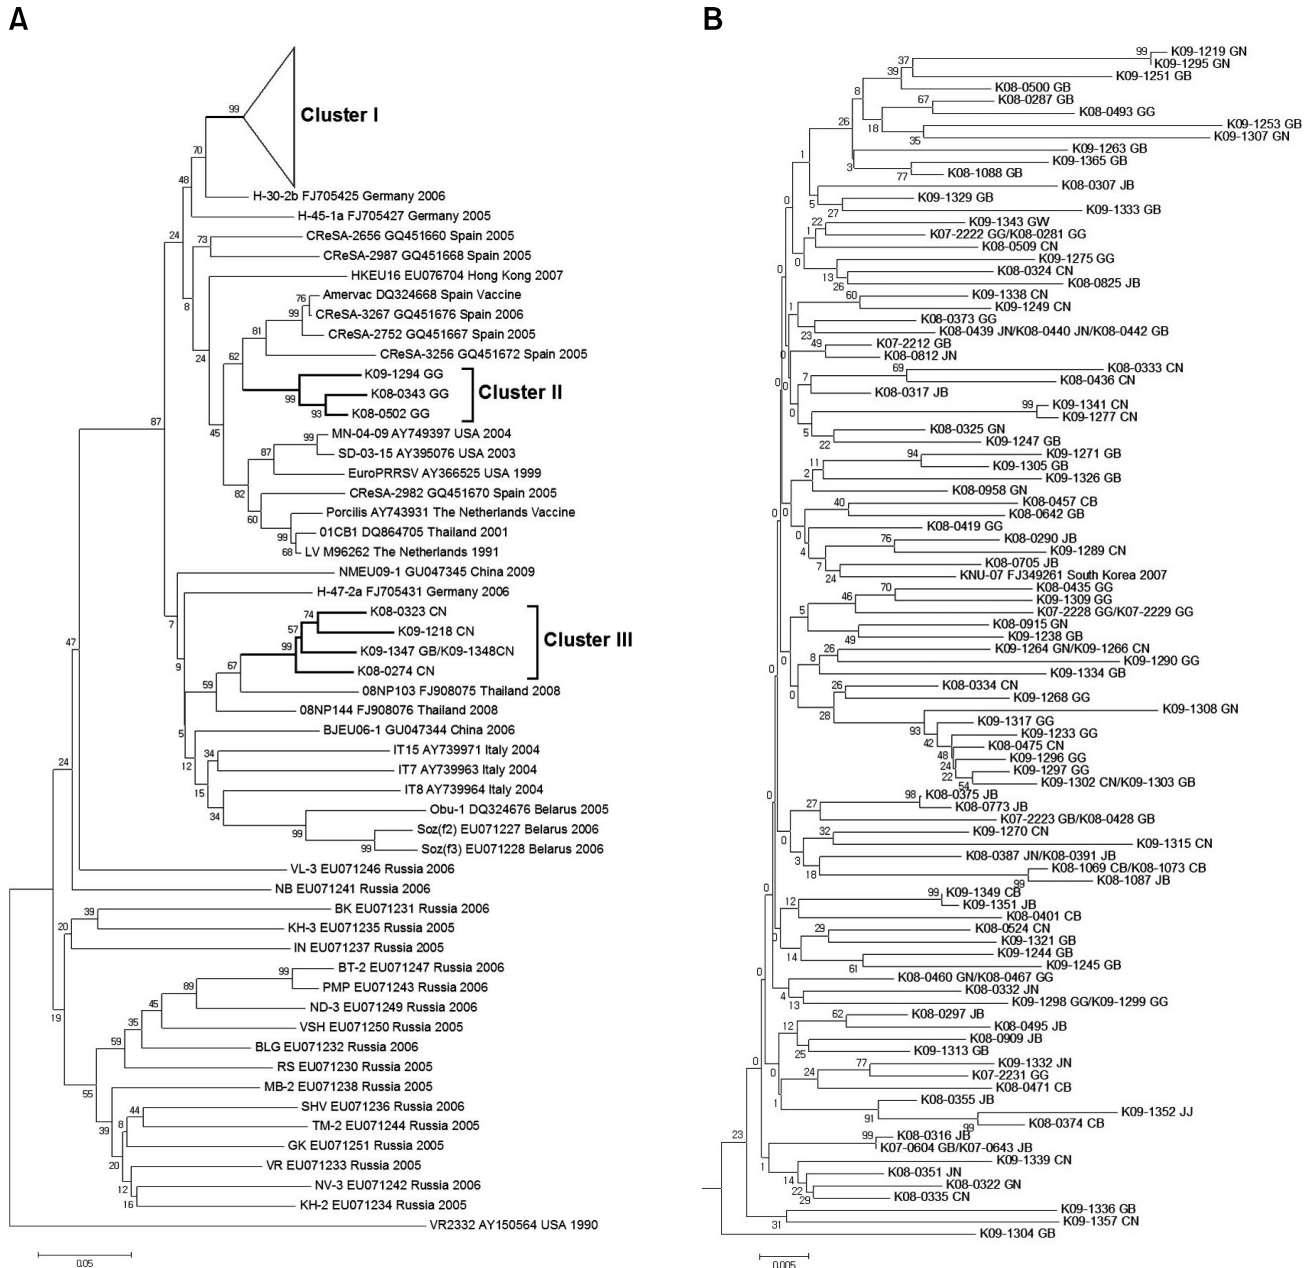 A
99
Cluster I
70
H-30-2b FJ705425 Germany 2006
48
H-45-1a FJ705427 Germany 2005
24
73
CReSA-2656 GQ451660 Spain 2005
CReSA-2987 GQ451668 Spain 2005
HKEU16 EU076704 Hong Kong 2007
8
76
Amervac DQ324668 Spain Vaccine
99
CReSA-3267 GQ451676 Spain 2006
81
CReSA-2752 GQ451667 Spain 2005
24
62
CReSA-3256 GQ451672 Spain 2005
K09-1294 GG
99
K08-0343 GG
Cluster II
93
K08-0502 GG
87
45
99
MN-04-09 AY749397 USA 2004
87
SD-03-15 AY395076 USA 2003
EuroPRRSV AY366525 USA 1999
82
CReSA-2982 GQ451670 Spain 2005
60
Porcilis AY743931 The Netherlands Vaccine
99
01CB1 DQ864705 Thailand 2001
68
LV M96262 The Netherlands 1991
NMEU09-1 GU047345 China 2009
7
H-47-2a FJ705431 Germany 2006
74
K08-0323 CN
57
K09-1218 CN
99
K09-1347 GB/K09-1348CN
Cluster III
47
9
67
K08-0274 CN
59
08NP103 FJ908075 Thailand 2008
08NP144 FJ908076 Thailand 2008
5
BJEU06-1 GU047344 China 2006
34
IT15 AY739971 Italy 2004
12
IT7 AY739963 Italy 2004
24
15
IT8 AY739964 Italy 2004
34
Obu-1 DQ324676 Belarus 2005
99
Soz(f2) EU071227 Belarus 2006
99
Soz(f3) EU071228 Belarus 2006
VL-3 EU071246 Russia 2006
NB EU071241 Russia 2006
39
BK EU071231 Russia 2006
20
KH-3 EU071235 Russia 2005
IN EU071237 Russia 2005
99
BT-2 EU071247 Russia 2006
89
PMP EU071243 Russia 2006
45
ND-3 EU071249 Russia 2006
19
35
VSH EU071250 Russia 2005
59
BLG EU071232 Russia 2006
RS EU071230 Russia 2005
55
MB-2 EU071238 Russia 2005
44
SHV EU071236 Russia 2006
39
8
TM-2 EU071244 Russia 2005
GK EU071251 Russia 2005
20
VR EU071233 Russia 2005
12
NV-3 EU071242 Russia 2006
16
KH-2 EU071234 Russia 2005
VR2332 AY150564 USA 1990
0.05
B
99
K09-1219 GN
37
K09-1295 GN
39
K09-1251 GB
8
K08-0500 GB
67
K08-0287 GB
K08-0493 GG
26
18
K09-1253 GB
35
K09-1307 GN
1
K09-1263 GB
3
K09-1365 GB
77
K08-1088 GB
K08-0307 JB
0
5
K09-1329 GB
27
K09-1333 GB
22
K09-1343 GW
1
K07-2222 GG/K08-0281 GG
K08-0509 CN
0
0
K09-1275 GG
13
K08-0324 CN
26
K08-0825 JB
60
K09-1338 CN
1
K09-1249 CN
K08-0373 GG
23
K08-0439 JN/K08-0440 JN/K08-0442 GB
49
K07-2212 GB
0
K08-0812 JN
69
K08-0333 CN
0
0
7
K08-0436 CN
K08-0317 JB
0
99
K09-1341 CN
K09-1277 CN
5
K08-0325 GN
22
K09-1247 GB
94
K09-1271 GB
11
K09-1305 GB
2
K09-1326 GB
K08-0958 GN
40
K08-0457 CB
0
0
K08-0642 GB
0
K08-0419 GG
76
K08-0290 JB
4
K09-1289 CN
7
K08-0705 JB
24
KNU-07 FJ349261 South Korea 2007
70
K08-0435 GG
46
K09-1309 GG
5
K07-2228 GG/K07-2229 GG
K08-0915 GN
49
K09-1238 GB
26
K09-1264 GN/K09-1266 CN
0
0
8
K09-1290 GG
K09-1334 GB
0
26
K08-0334 CN
K09-1268 GG
28
K09-1308 GN
93
K09-1317 GG
42
K09-1233 GG
48
K08-0475 CN
24
K09-1296 GG
22
K09-1297 GG
54
K09-1302 CN/K09-1303 GB
0
98
K08-0375 JB
27
K08-0773 JB
K07-2223 GB/K08-0428 GB
0
32
K09-1270 CN
K09-1315 CN
3
K08-0387 JN/K08-0391 JB
18
K08-1069 CB/K08-1073 CB
99
K08-1087 JB
0
99
K09-1349 CB
12
K09-1351 JB
K08-0401 CB
0
29
K08-0524 CN
K09-1321 GB
14
K09-1244 GB
61
K09-1245 GB
0
K08-0460 GN/K08-0467 GG
4
K08-0332 JN
13
K09-1298 GG/K09-1299 GG
62
K08-0297 JB
12
K08-0495 JB
K08-0909 JB
25
K09-1313 GB
0
0
77
K09-1332 JN
24
K07-2231 GG
K08-0471 CB
1
K08-0355 JB
91
K09-1352 JJ
99
K08-0374 CB
23
99
K08-0316 JB
K07-0604 GB/K07-0643 JB
1
K09-1339 CN
14
K08-0351 JN
22
K08-0322 GN
29
K08-0335 CN
K09-1336 GB
31
K09-1357 CN
K09-1304 GB
0.005